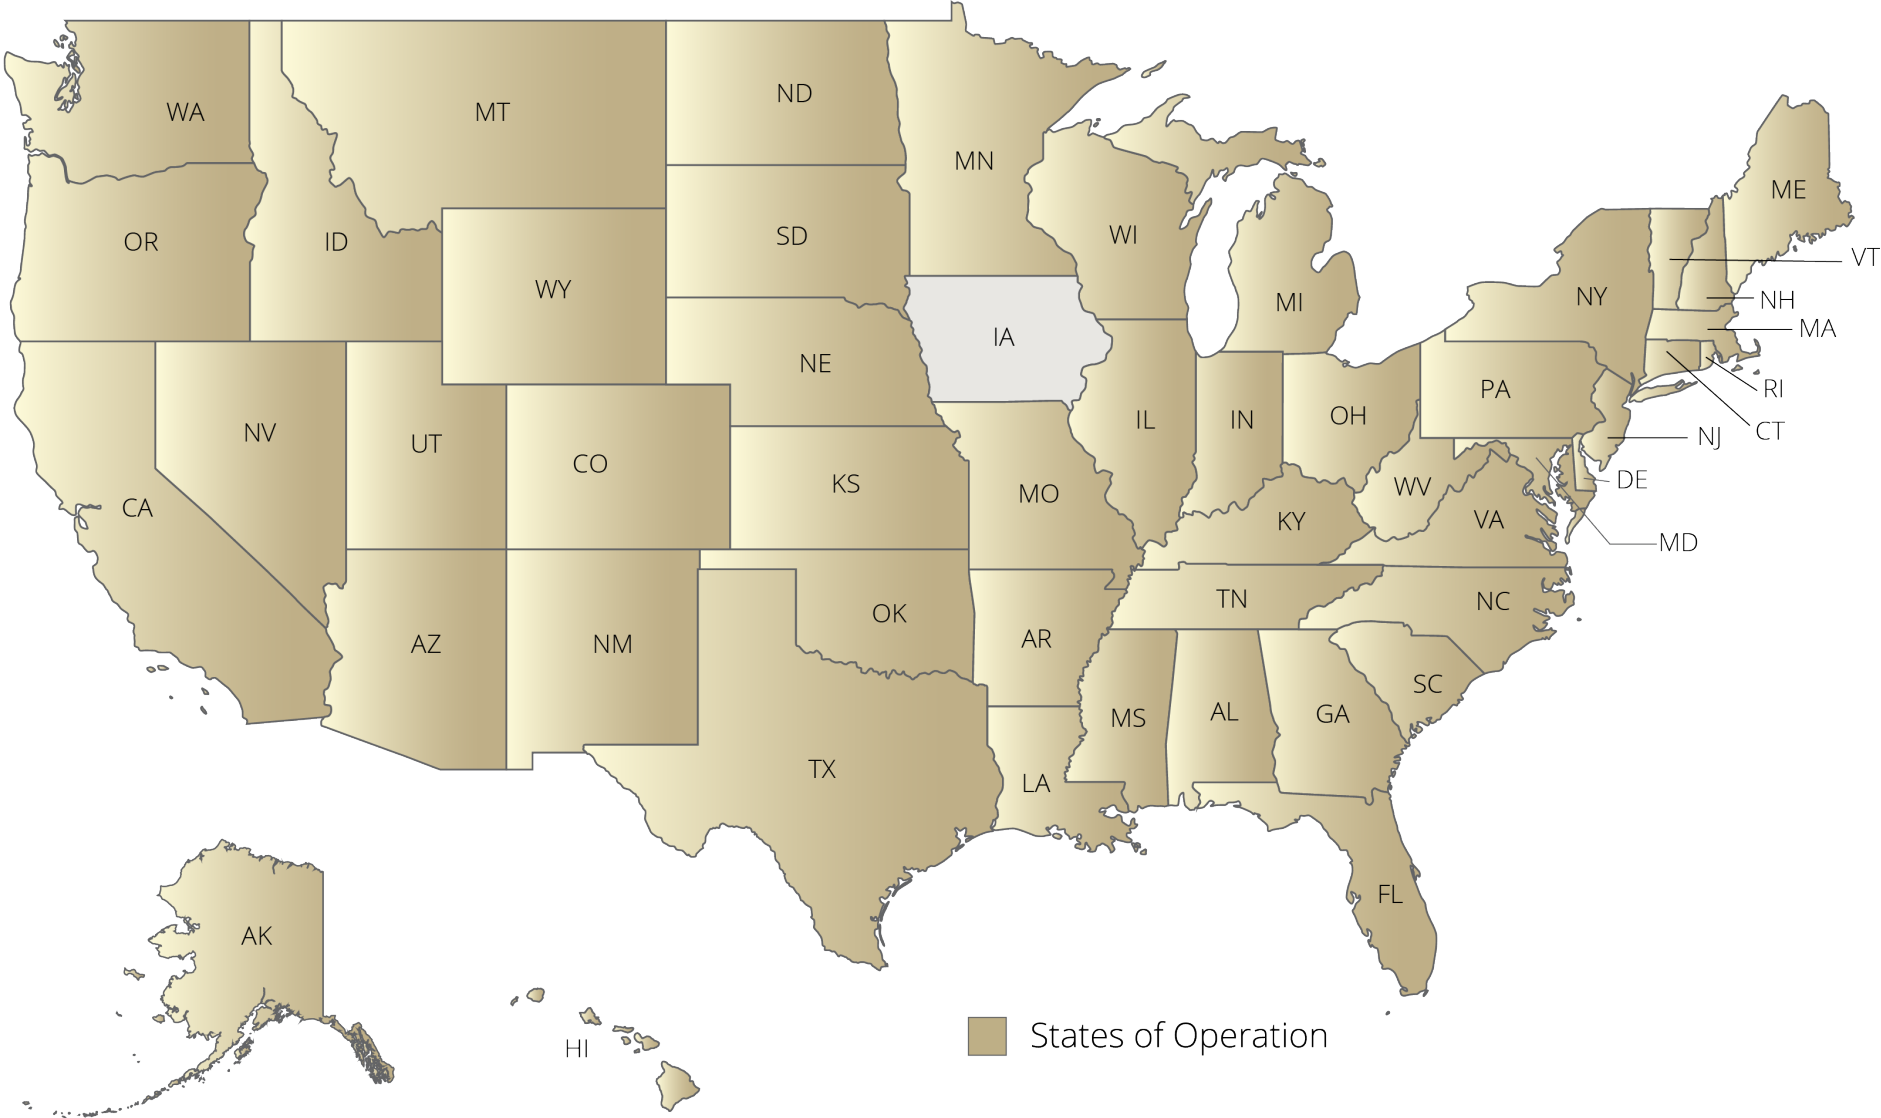 WA
MT
ND
MN
ME
OR
ID
SD
WI
VT
WY
NY
MI
NH
MA
IA
NE
PA
RI
NV
UT
CO
KS
IL
IN
OH
CT
NJ
DE
CA
MO
WV
KY
VA
MD
OK
TN
NC
AZ
NM
AR
SC
MS
AL
GA
TX
LA
FL
AK
HI
States of Operation